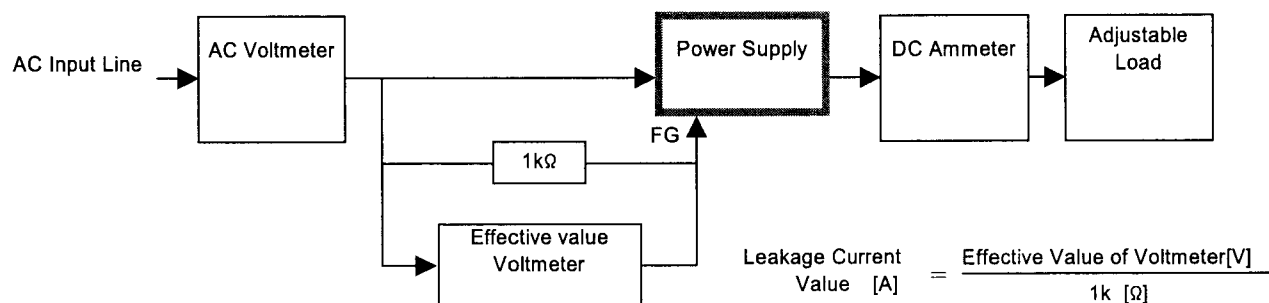 AC Input Line
AC Voltmeter
Power Supply
DC Ammeter
Adjustable
Load
FG
1kΩ
Effective value
Voltmeter
Leakage Current
Value [A]
=
Effective Value of Voltmeter[V]
1k [Ω]